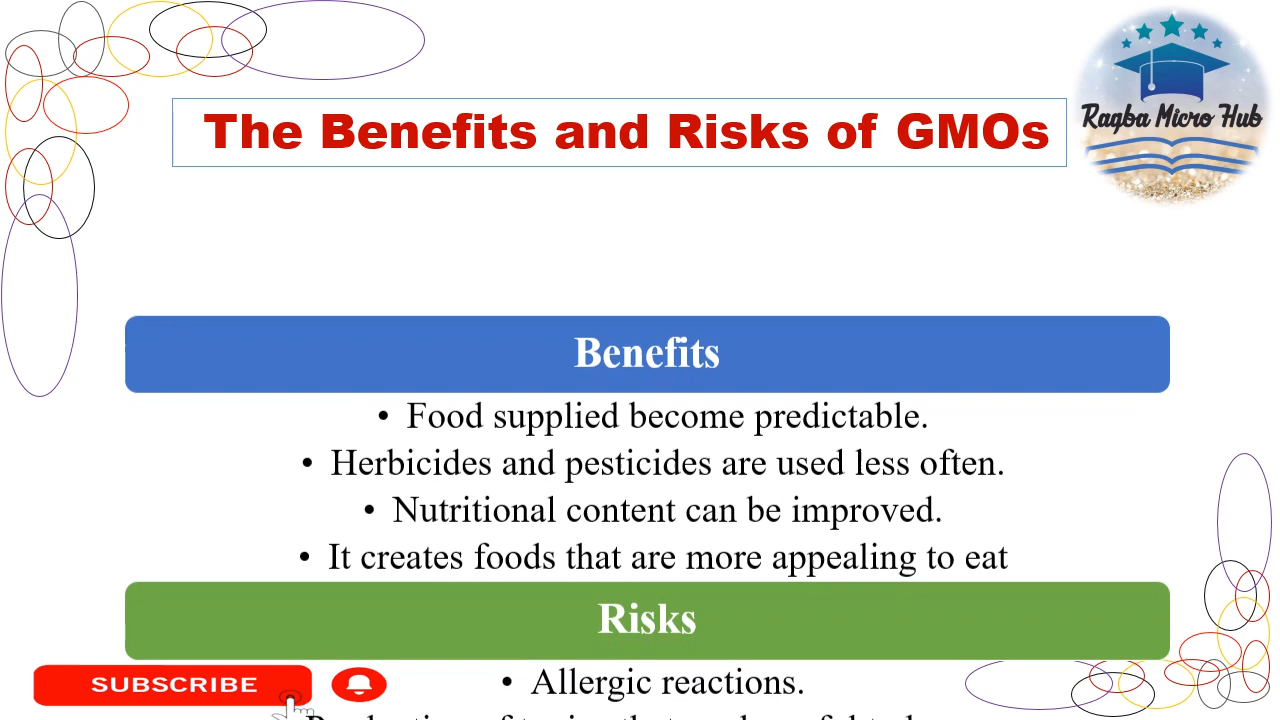 The Benefits and Risks of GMOs
Ragba Micro Hub
Benefits
• Food supplied become predictable.
• Herbicides and pesticides are used less often.
• Nutritional content can be improved.
• It creates foods that are more appealing to eat
Risks
SUBSCRIBE
• Allergic reactions.